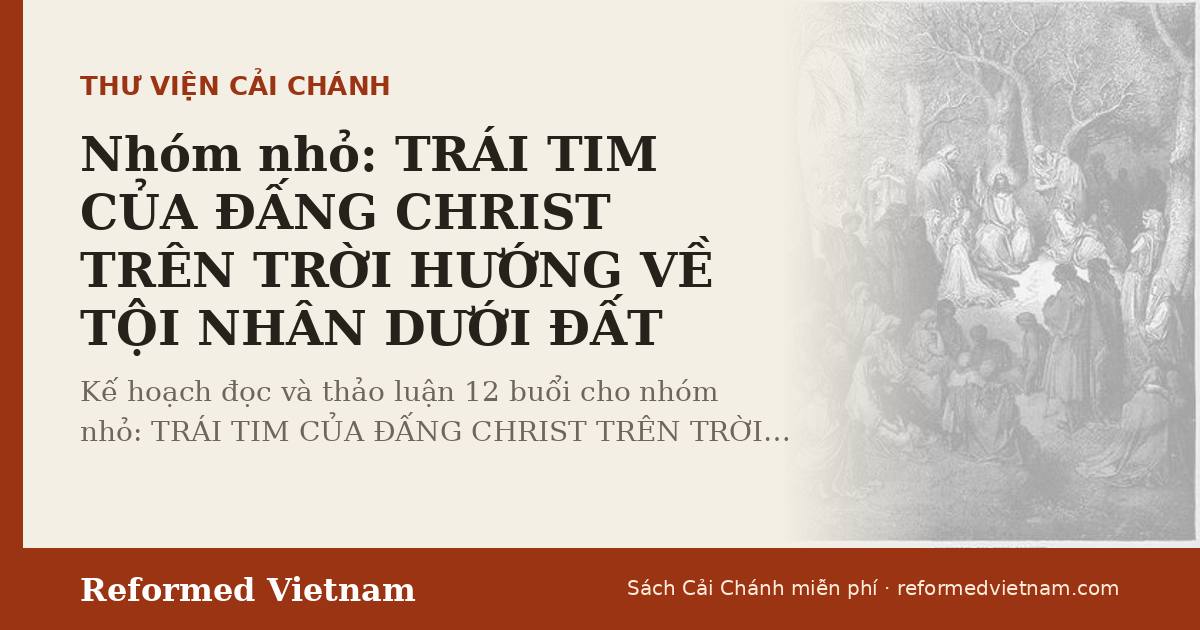 THƯ VIỆN CẢI CHÁNH
Nhóm nhỏ: TRÁI TIM
CỦA ĐẤNG CHRIST
TRÊN TRỜI HƯỚNG VỀ
TỘI NHÂN DƯỚI ĐẤT
Kế hoạch đọc và thảo luận 12 buổi cho nhóm
nhỏ: TRÁI TIM CỦA ĐẤNG CHRIST TRÊN TRỜI...
Reformed Vietnam
Sách Cải Chánh miễn phí · reformedvietnam.com